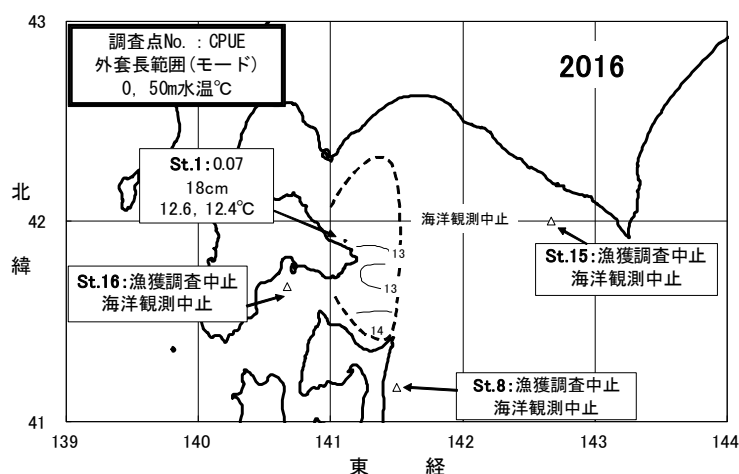 43
調査点No. : CPUE
外套長範囲(モード)
0, 50m水温℃
2016
St.1:0.07
18cm
12.6, 12.4℃
北
緯
42
海洋観測中止
13
St.15:漁獲調査中止
海洋観測中止
St.16:漁獲調査中止
海洋観測中止
13
14
St.8:漁獲調査中止
海洋観測中止
41
139
140
141
142
143
144
東 経